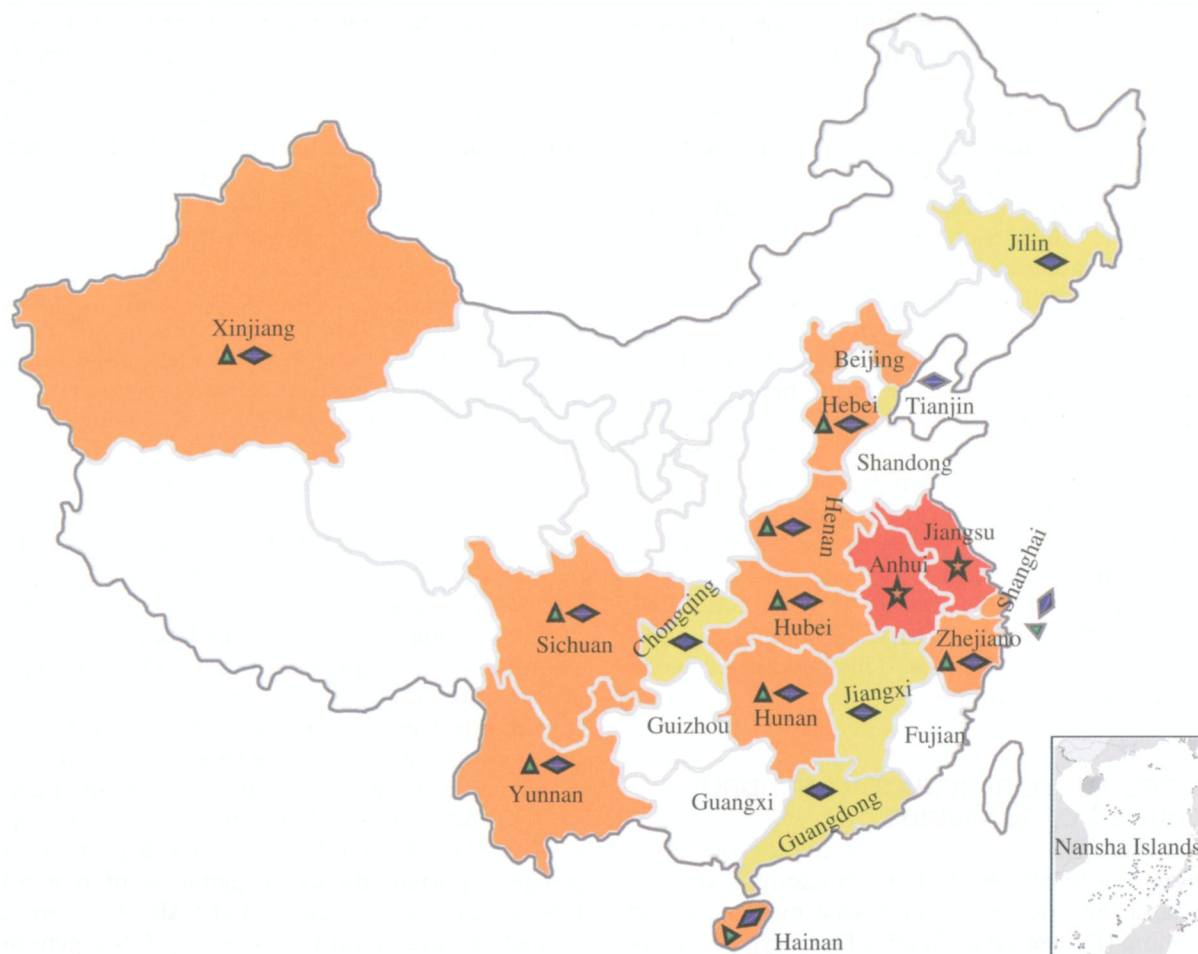 Jilin
Xinjiang
Beijing
Tianjin
Hebei
Shandong
Henan
Jiangsu
Anhui
Shanghai
Chongqing
Hubei
Sichuan
Zhejiano
Jiangxi
Hunan
Guizhou
Fujian
Yunnan
Guangxi
Guangdong
Nansha Islands
Hainan